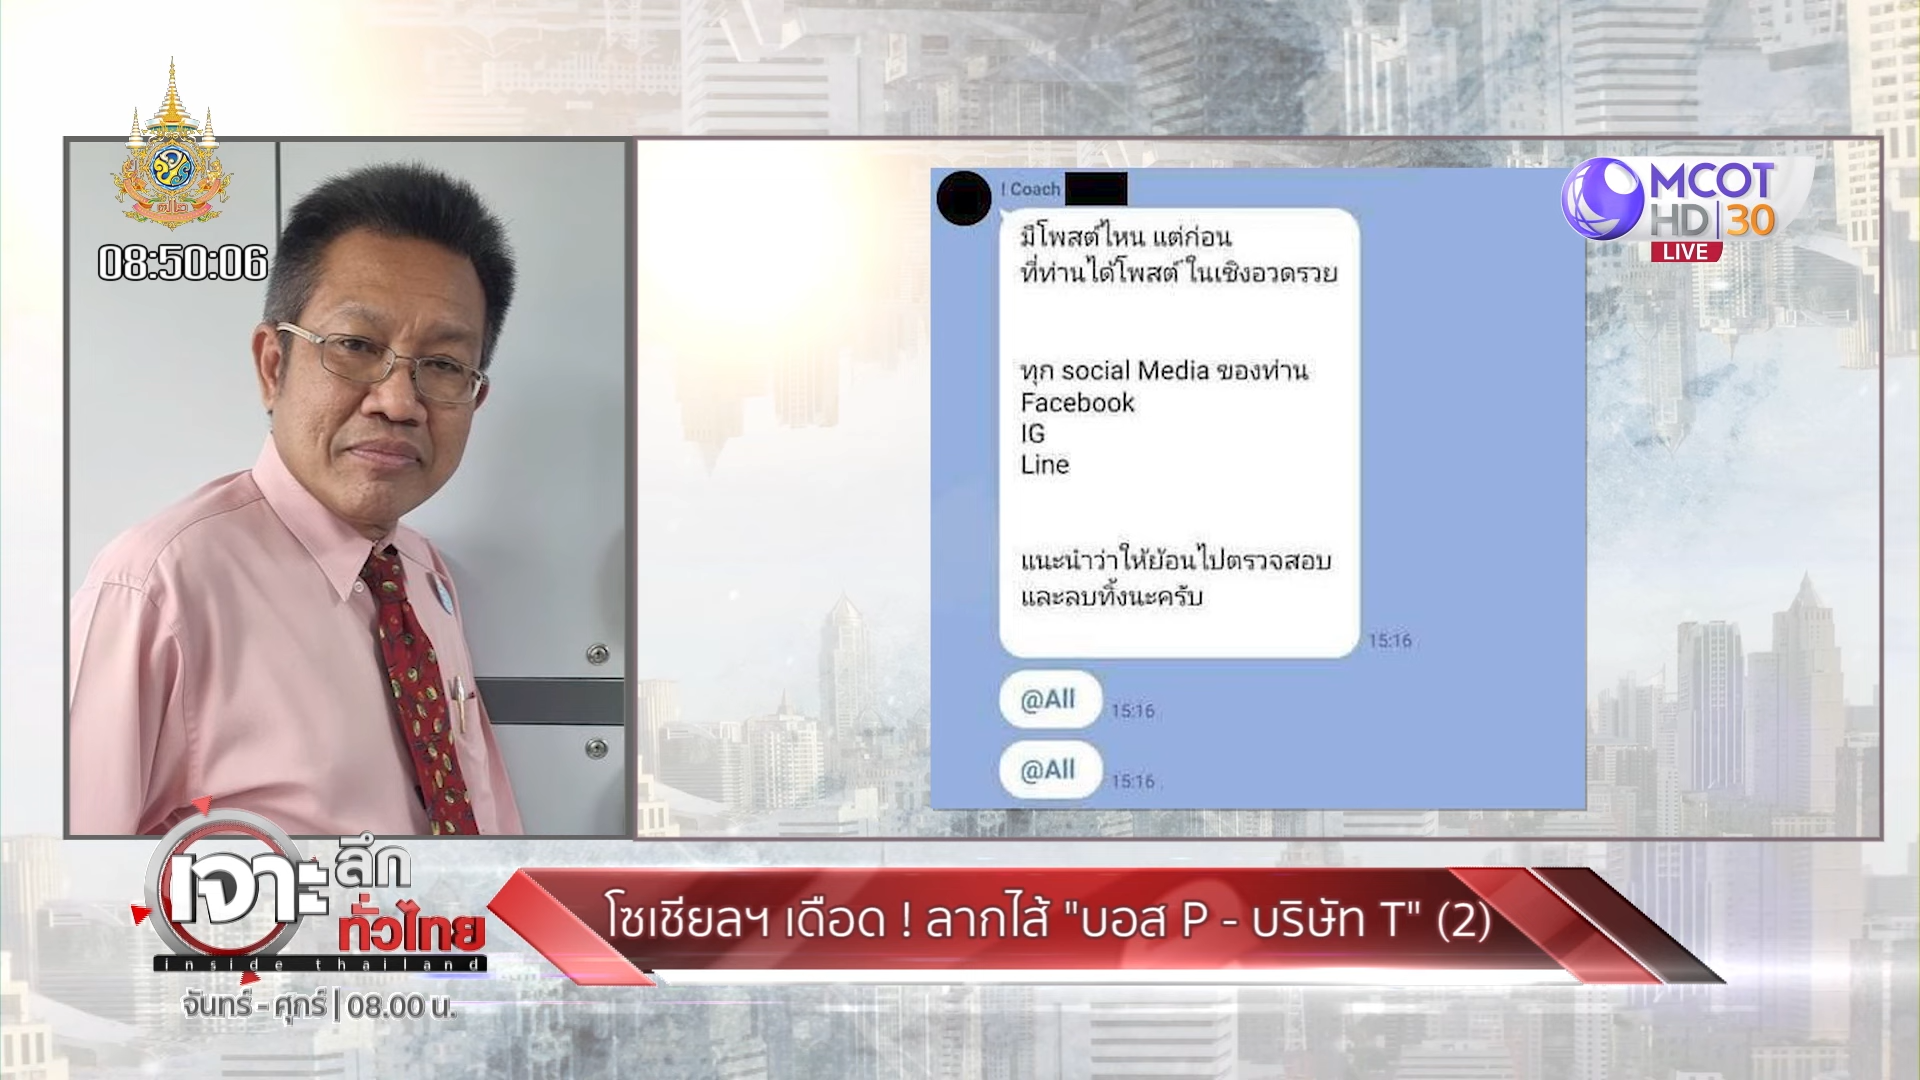 08:50:06
MCOT
HD 30
LIVE
! Coach
มีโพสต์ไหน แต่ก่อน
ที่ท่านได้โพสต์ ในเชิงอวดรวย
ทุก social Media ของท่าน
Facebook
IG
Line
แนะนำว่าให้ย้อนไปตรวจสอบ
และลบทิ้งนะครับ
15:16
@All
15:16
@All
15:16
เจาะลึก
ทั่วไทย
inside thailand
จันทร์ - ศุกร์ | 08.00 น.
โซเชียลฯ เดือด ! ลากไส้ "บอส P - บริษัท T" (2)